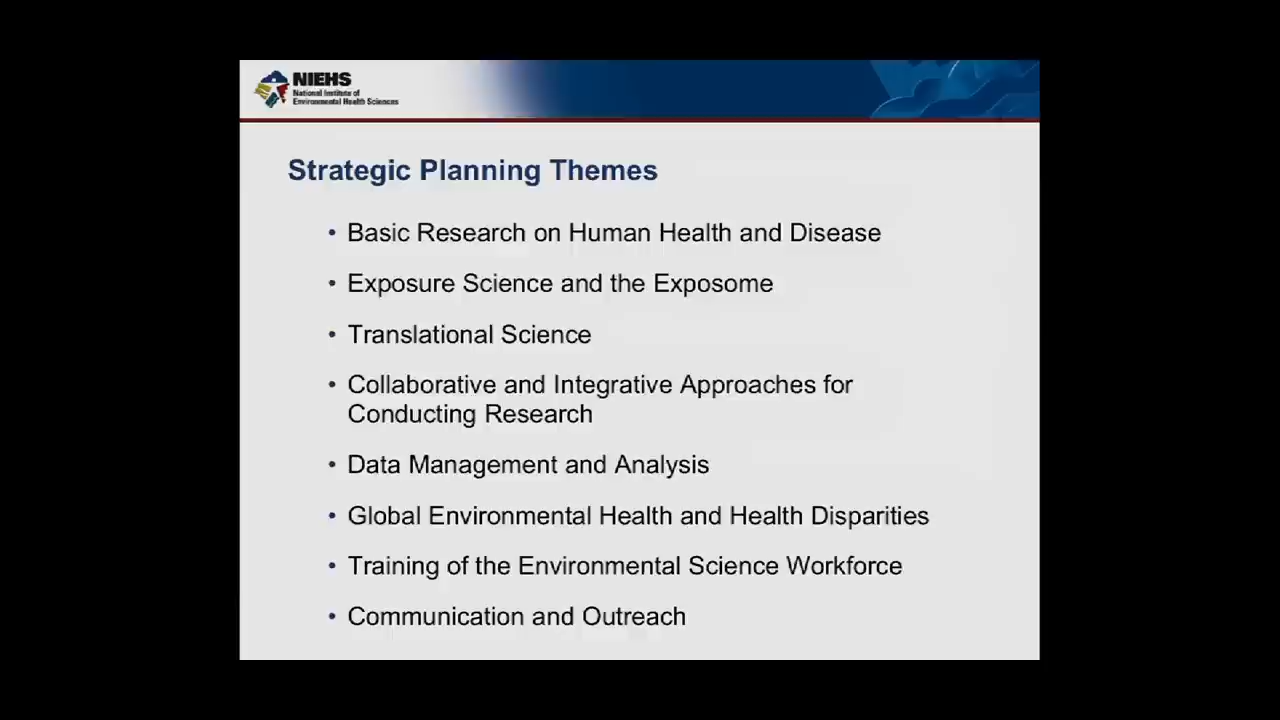 NIEHS
National Institute of
Environmental Health Sciences
Strategic Planning Themes
• Basic Research on Human Health and Disease
• Exposure Science and the Exposome
• Translational Science
• Collaborative and Integrative Approaches for
Conducting Research
• Data Management and Analysis
• Global Environmental Health and Health Disparities
• Training of the Environmental Science Workforce
• Communication and Outreach